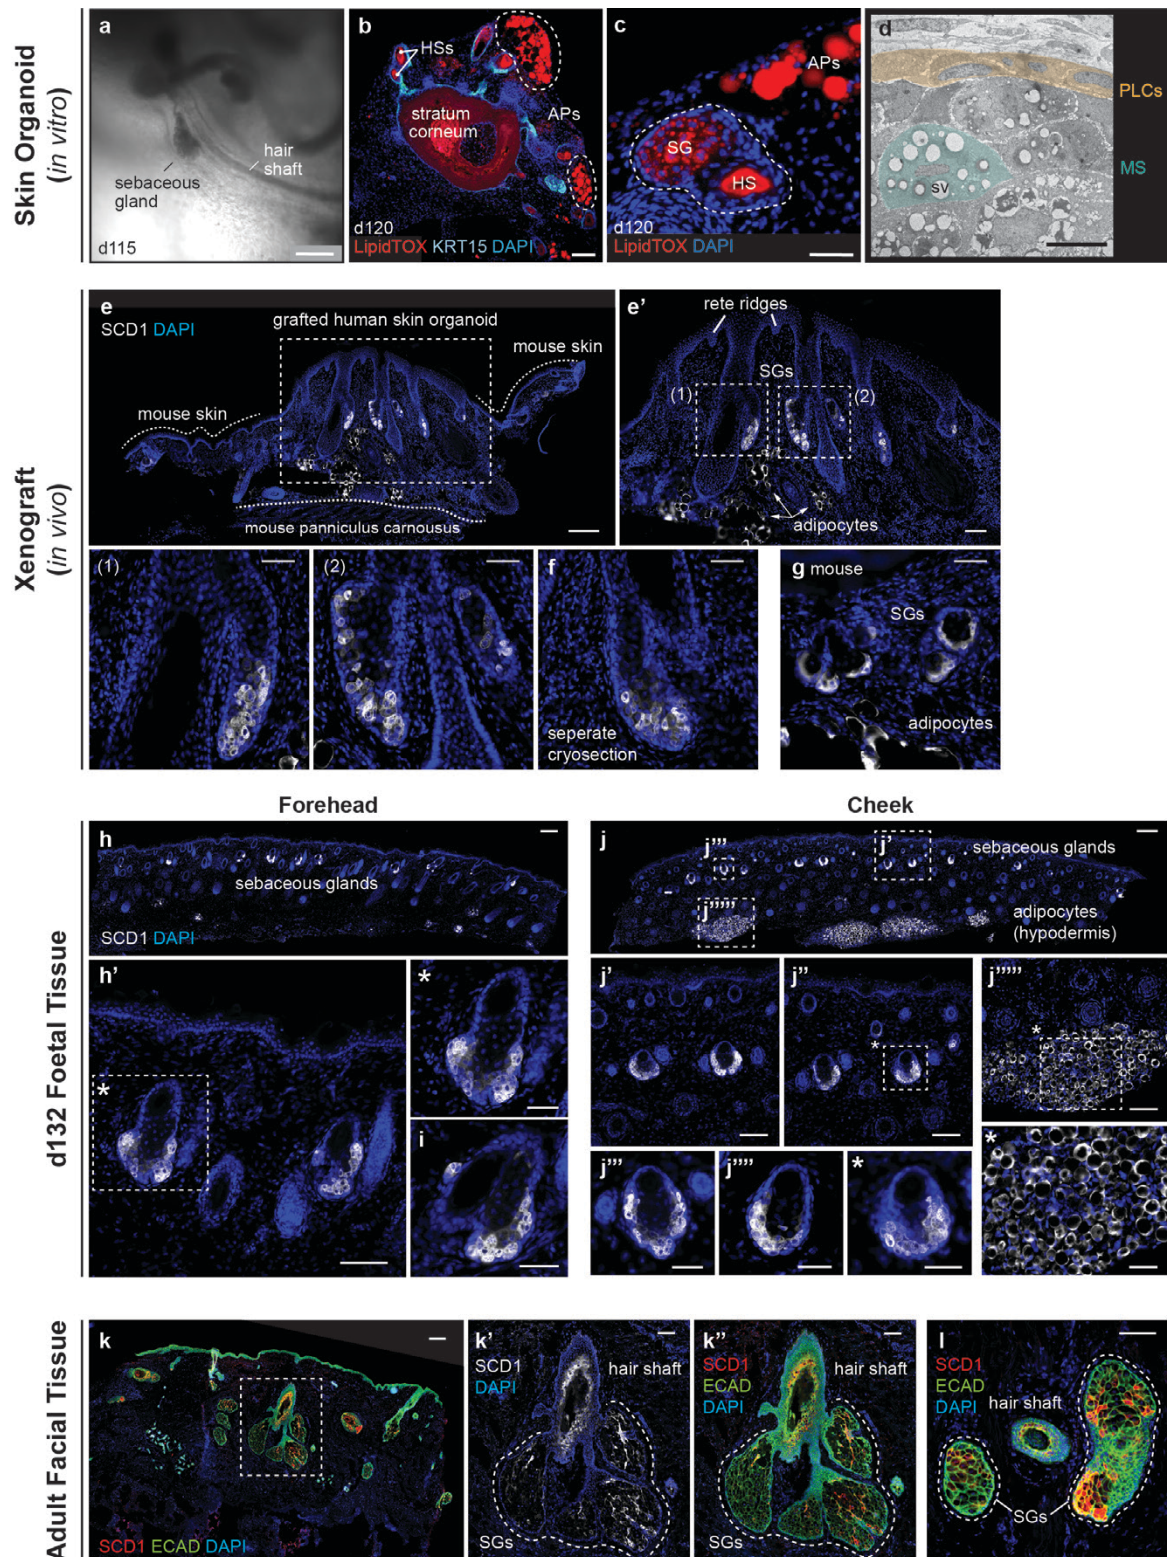 Skin Organoid
(in vitro)
a
hair
shaft
sebaceous
gland
d115
b
HSs
stratum
corneum
APs
d120
LipidTOX KRT15 DAPI
c
APs
SG
HS
d120
LipidTOX DAPI
d
PLCs
MS
sv
Xenograft
(in vivo)
e
SCD1 DAPI
grafted human skin organoid
mouse skin
mouse skin
mouse panniculus carnousus
e'
rete ridges
SGs
(1)
(2)
adipocytes
(1)
(2)
f
seperate
cryosection
g mouse
SGs
adipocytes
d132 Foetal Tissue
Forehead
h
sebaceous glands
SCD1 DAPI
h'
*
*
i
Cheek
j
j'''
j'
sebaceous glands
j'''''
adipocytes
(hypodermis)
j'
j''
*
j'''''
*
j'''
j''''
*
*
Adult Facial Tissue
k
SCD1 ECAD DAPI
k'
SCD1
DAPI
hair shaft
SGs
k''
SCD1
ECAD
DAPI
hair shaft
l
SCD1
ECAD
DAPI
hair shaft
SGs